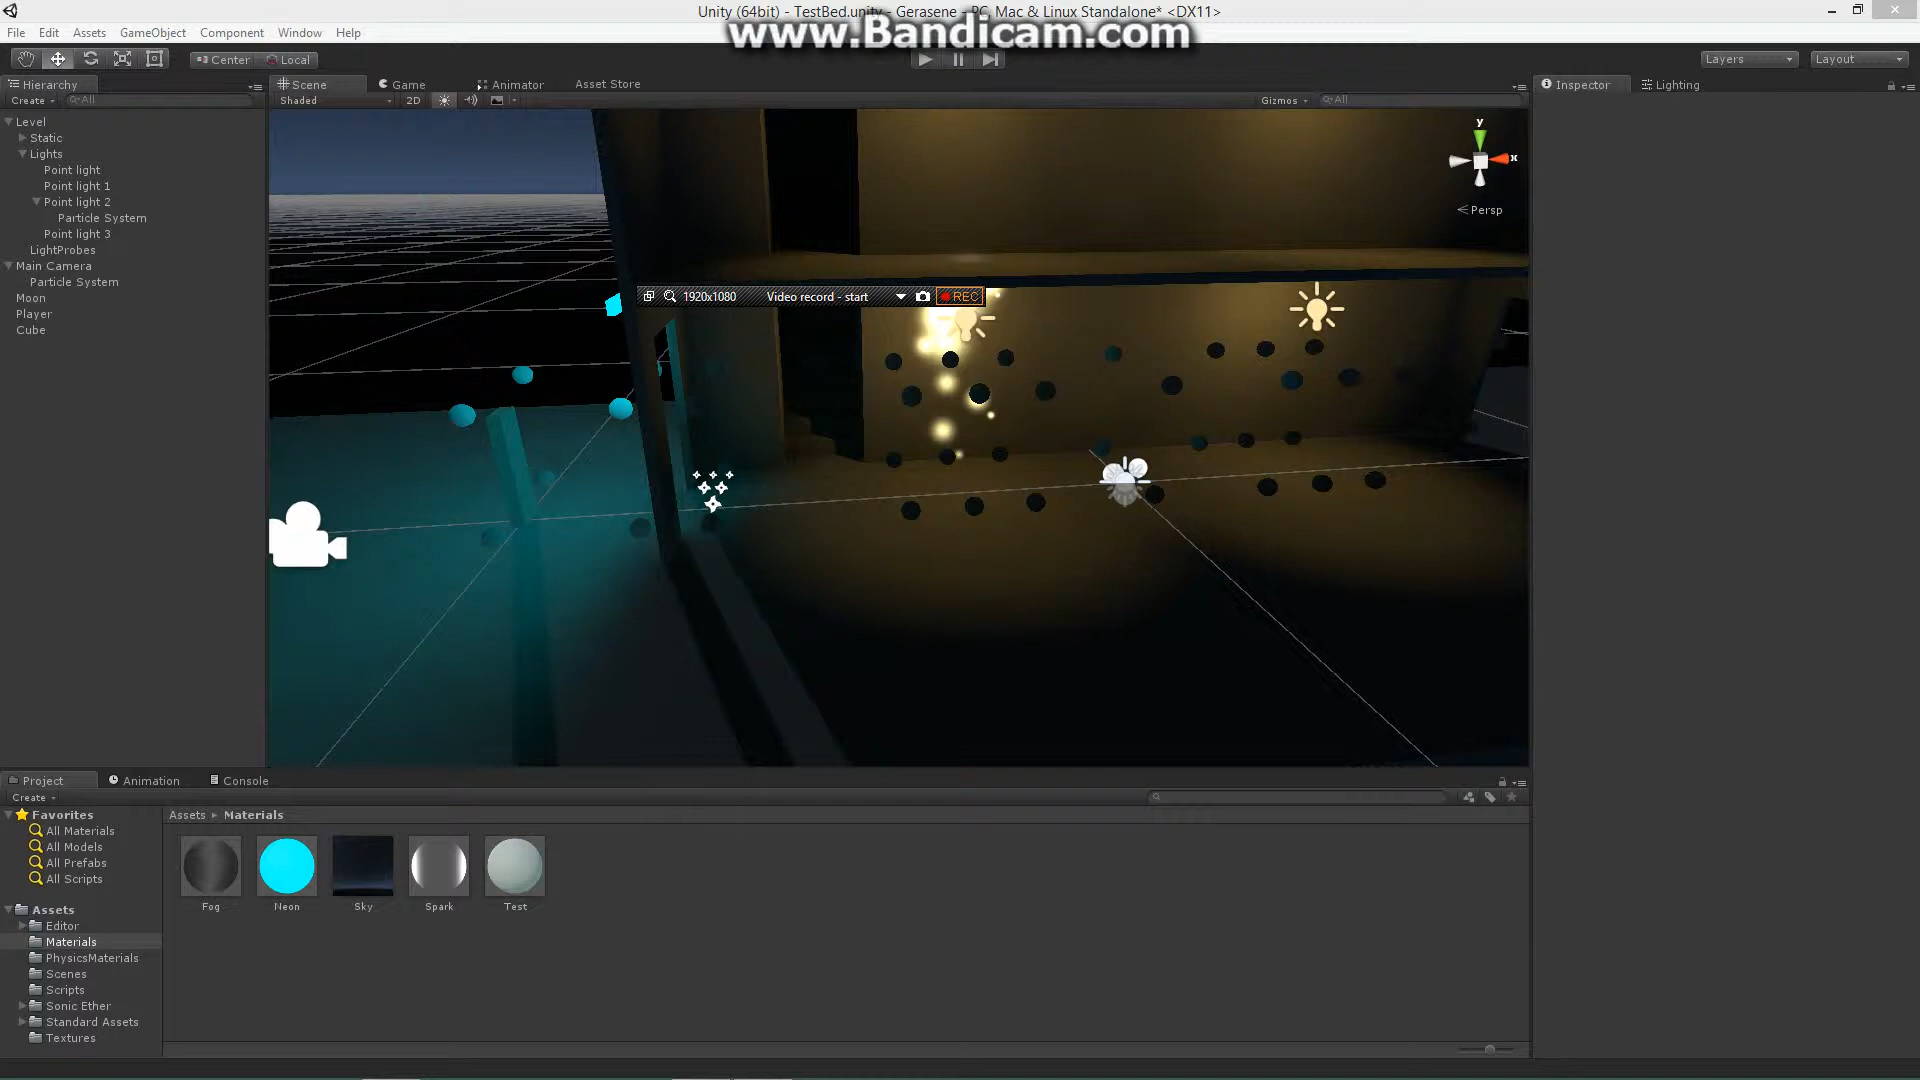 Unity (64bit) - TestBed.unity - Gerasene - PC, Mac & Linux Standalone* <DX11>
www.Bandicam.com
File Edit Assets GameObject Component Window Help
Center Local Layers Layout
Hierarchy Scene Game Animator Asset Store Inspector Lighting
Create All Shaded 2D Gizmos All
Level
Static
Lights
Point light
Point light 1
Point light 2
Particle System
Point light 3
LightProbes
Main Camera
Particle System
Moon
Player
Cube
y
x
Persp
1920x1080 Video record - start REC
Project Animation Console
Create
Favorites
All Materials
All Models
All Prefabs
All Scripts
Assets
Editor
Materials
PhysicsMaterials
Scenes
Scripts
Sonic Ether
Standard Assets
Textures
Assets Materials
Fog Neon Sky Spark Test